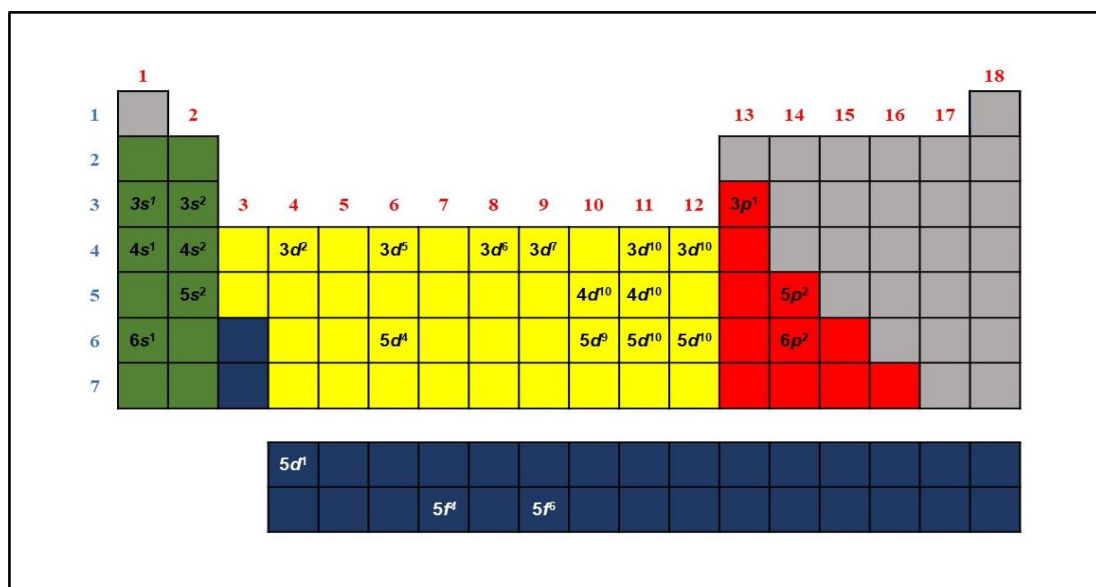 1 18
1 2 13 14 15 16 17
2
3 3s¹ 3s² 3 4 5 6 7 8 9 10 11 12 3p¹
4 4s¹ 4s² 3d² 3d⁵ 3d⁶ 3d⁷ 3d¹⁰ 3d¹⁰
5 5s² 4d¹⁰ 4d¹⁰ 5p²
6 6s¹ 5d⁴ 5d⁹ 5d¹⁰ 5d¹⁰ 6p²
7
5d¹
5f⁴ 5f⁶